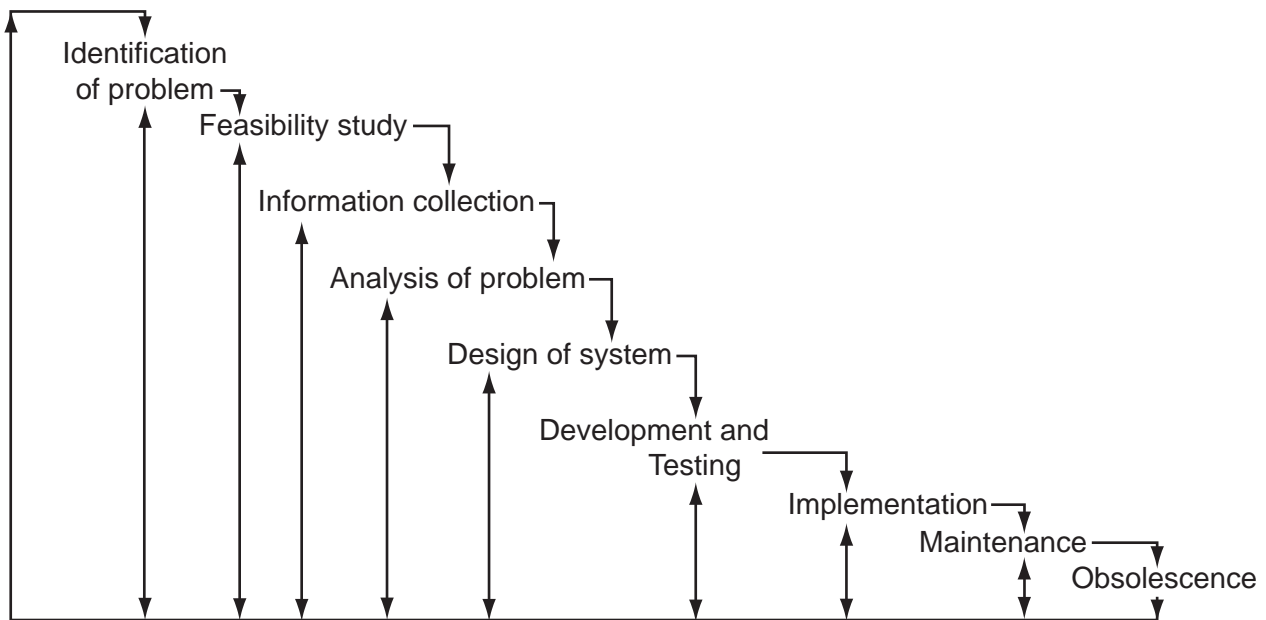 Identification
of problem
Feasibility study
Information collection
Analysis of problem
Design of system
Development and
Testing
Implementation
Maintenance
Obsolescence